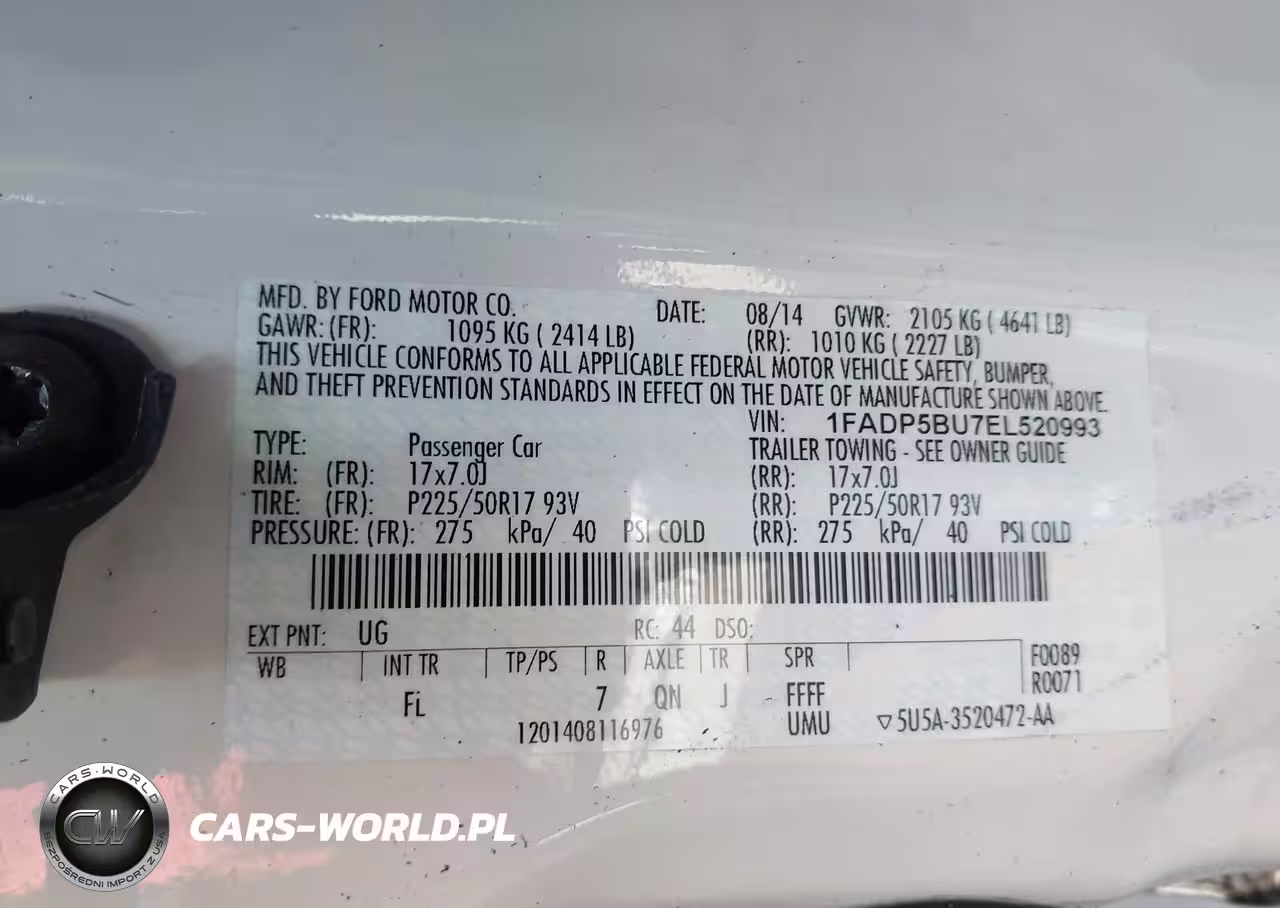 MFD. BY FORD MOTOR CO. DATE: 08/14 GVWR: 2105 KG ( 4641 LB)
GAWR: (FR): 1095 KG ( 2414 LB) (RR): 1010 KG ( 2227 LB)
THIS VEHICLE CONFORMS TO ALL APPLICABLE FEDERAL MOTOR VEHICLE SAFETY, BUMPER,
AND THEFT PREVENTION STANDARDS IN EFFECT ON THE DATE OF MANUFACTURE SHOWN ABOVE.
VIN: 1FADP5BU7EL520993
TYPE: Passenger Car TRAILER TOWING - SEE OWNER GUIDE
RIM: (FR): 17x7.0J (RR): 17x7.0J
TIRE: (FR): P225/50R17 93V (RR): P225/50R17 93V
PRESSURE: (FR): 275 kPa/ 40 PSI COLD (RR): 275 kPa/ 40 PSI COLD
EXT PNT: UG RC: 44 DSO:
WB INT TR TP/PS R AXLE TR SPR F0089
R0071
FL 7 QN J FFFF
1201408116976 UMU ▽5U5A-3520472-AA
CARS-WORLD
CW
BEZPOŚREDNI IMPORT Z USA
CARS-WORLD.PL